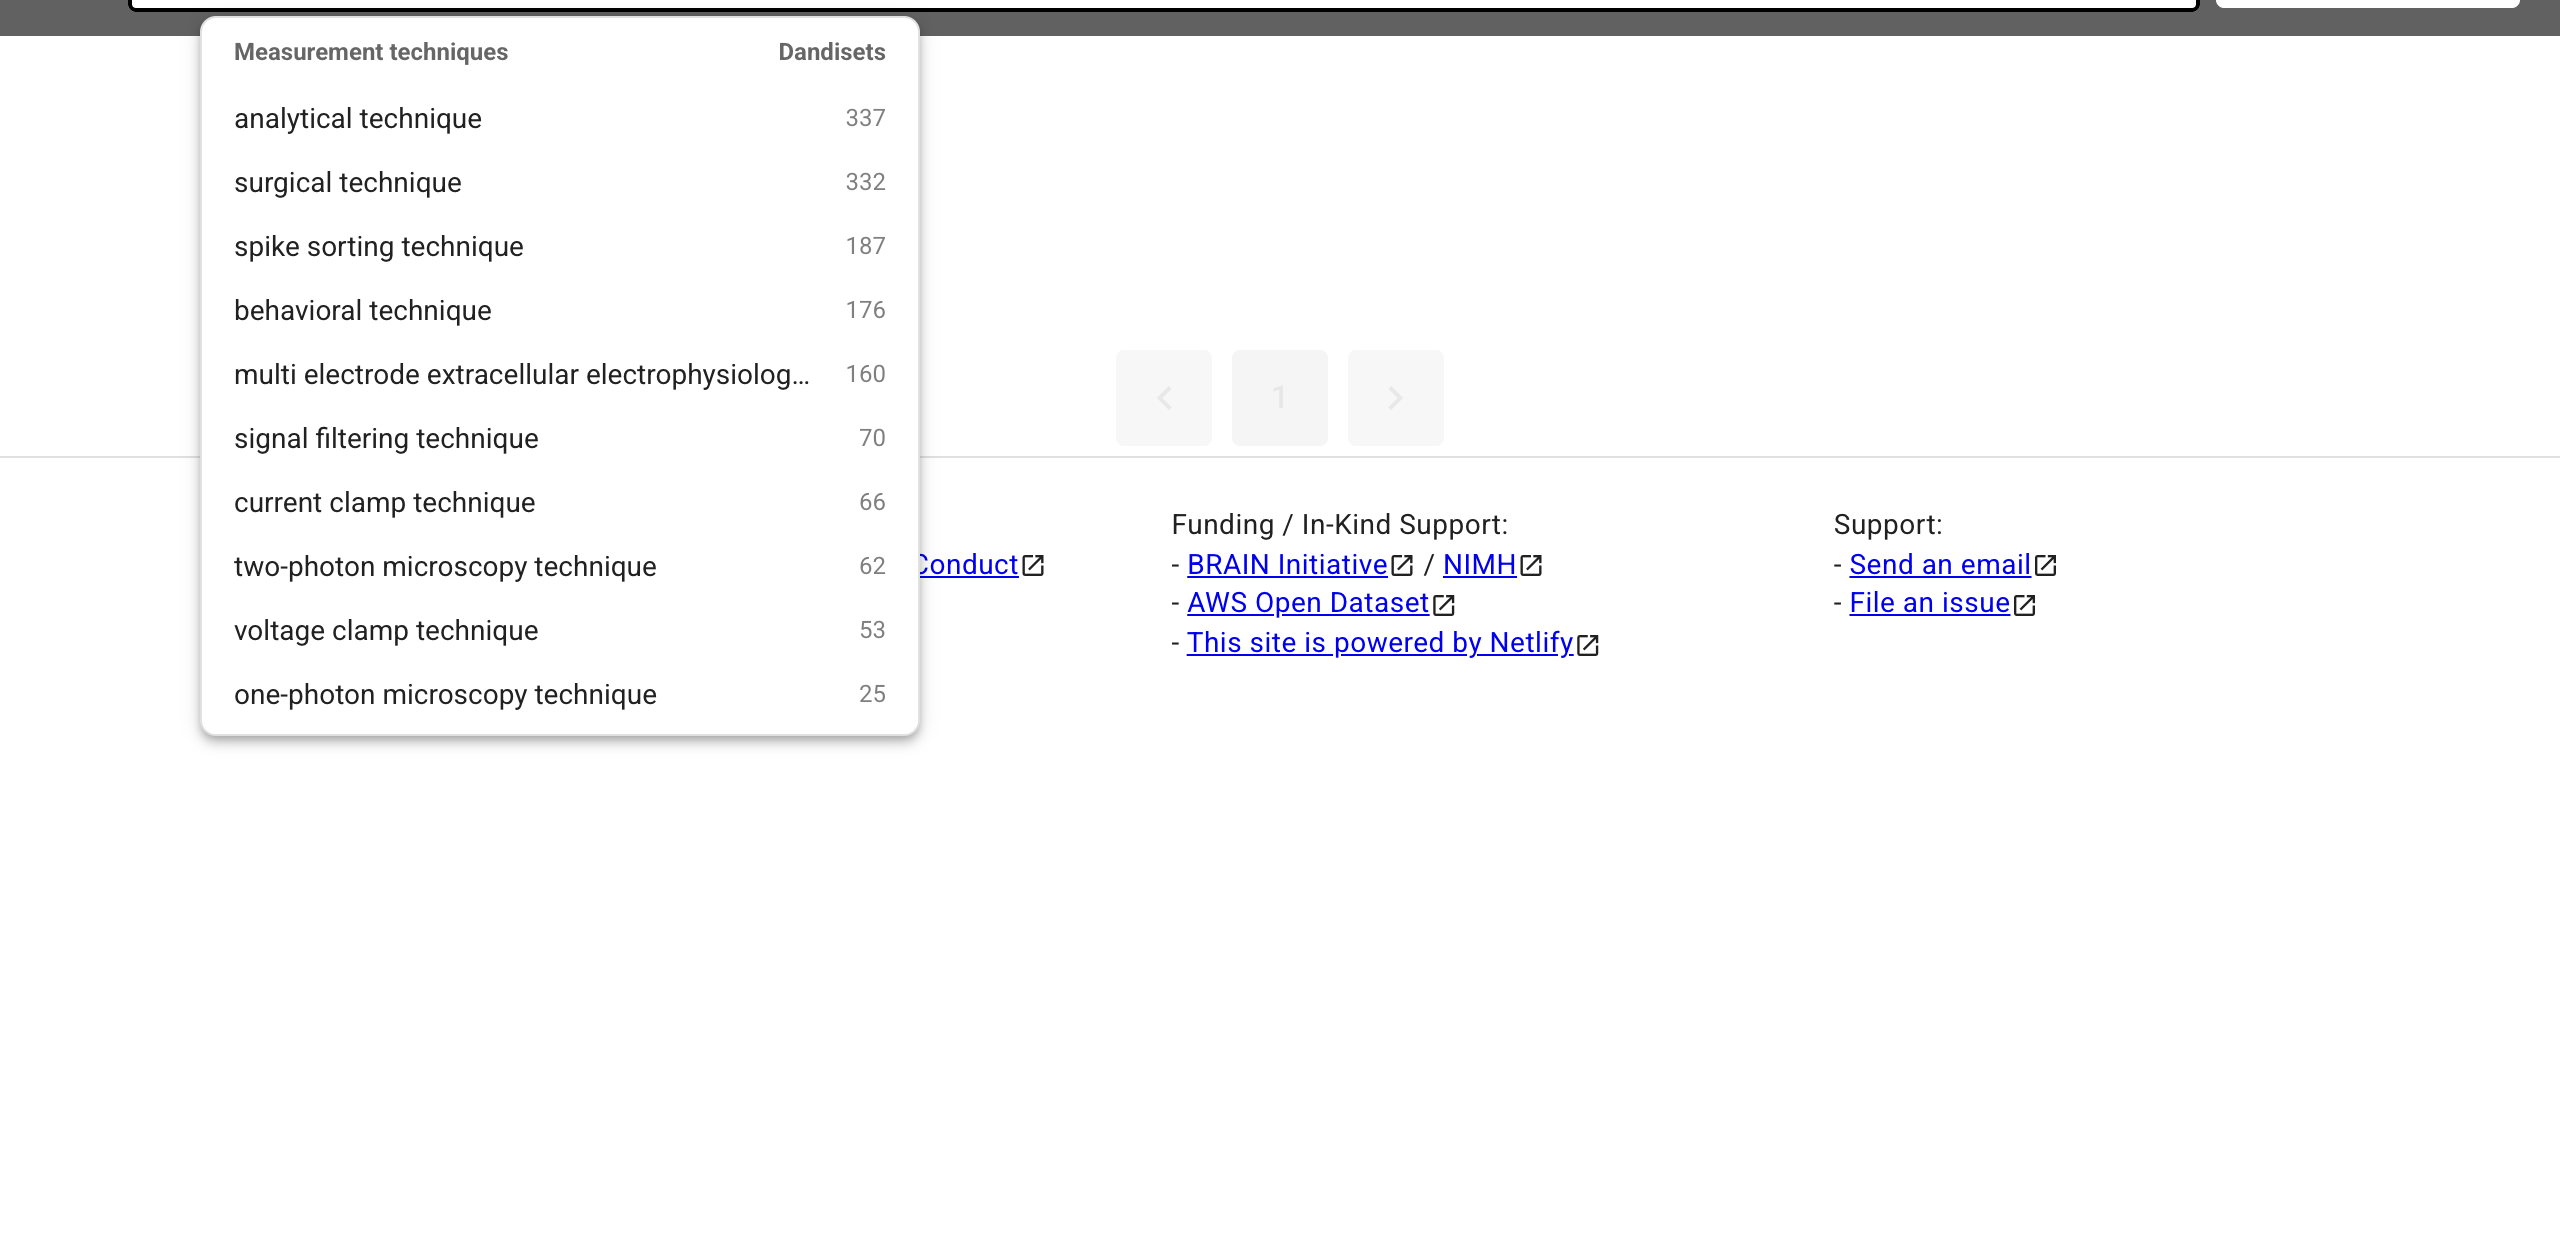 Measurement techniques Dandisets
analytical technique 337
surgical technique 332
spike sorting technique 187
behavioral technique 176
multi electrode extracellular electrophysiolog... 160
signal filtering technique 70
current clamp technique 66
two-photon microscopy technique 62
voltage clamp technique 53
one-photon microscopy technique 25
1
Conduct
Funding / In-Kind Support:
- BRAIN Initiative / NIMH
- AWS Open Dataset
- This site is powered by Netlify
Support:
- Send an email
- File an issue